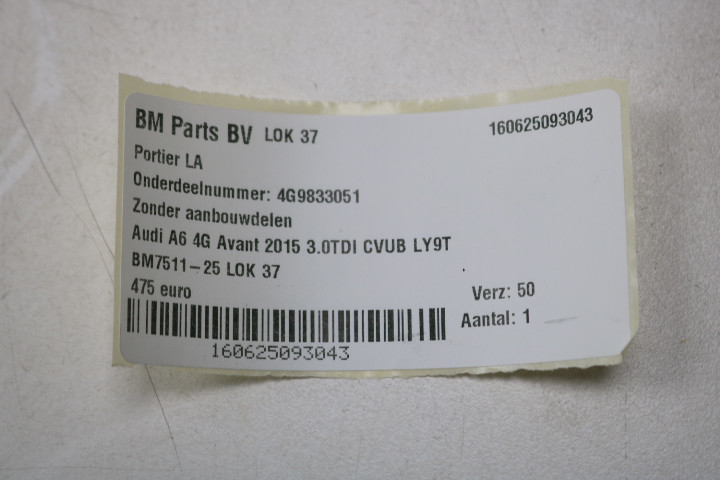 BM Parts BV LOK 37 160625093043
Portier LA
Onderdeelnummer: 4G9833051
Zonder aanbouwdelen
Audi A6 4G Avant 2015 3.0TDI CVUB LY9T
BM7511-25 LOK 37
475 euro Verz: 50
Aantal: 1
160625093043